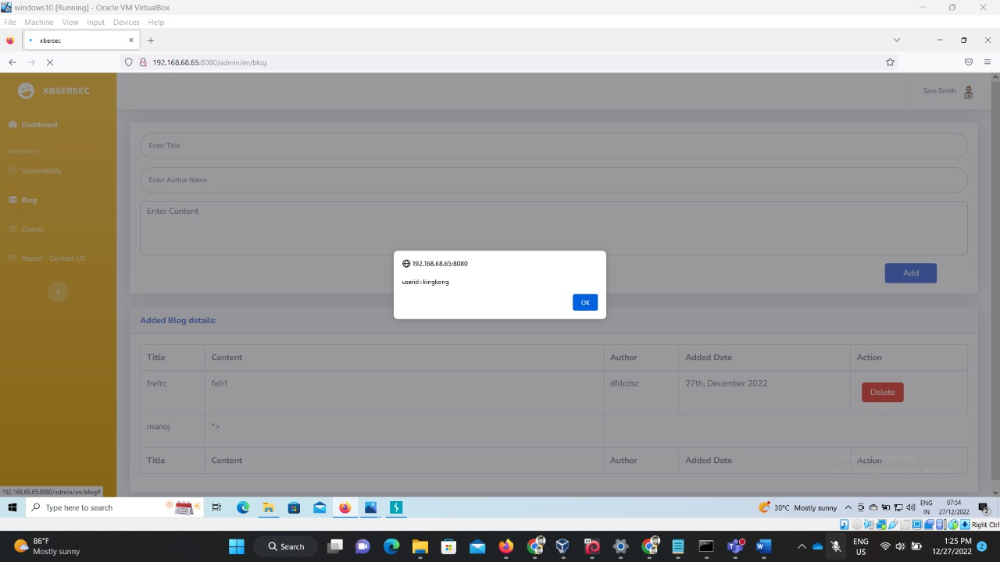 windows10 [Running] - Oracle VM VirtualBox
File Machine View Input Devices Help
xbersec
192.168.68.65:8080/admin/en/blog
XBSERSEC
Sam Smith
Dashboard
INTERFACE
Vulnerability
Blog
Clients
Report - Contact US
Enter Title
Enter Author Name
Enter Content
Add
192.168.68.65:8080
userid=kingkong
OK
Added Blog details:
Title Content Author Added Date Action
frefrc fefrf dfdcdsc 27th, December 2022 Delete
manoj ">
Title Content Author Added Date Action
Activate Windows
Go to Settings to activate Windows.
192.168.68.65:8080/admin/en/blog#
Type here to search
30°C Mostly sunny
ENG
IN
07:54
27/12/2022
2
Right Ctrl
86°F
Mostly sunny
Search
ENG
US
1:25 PM
12/27/2022
2